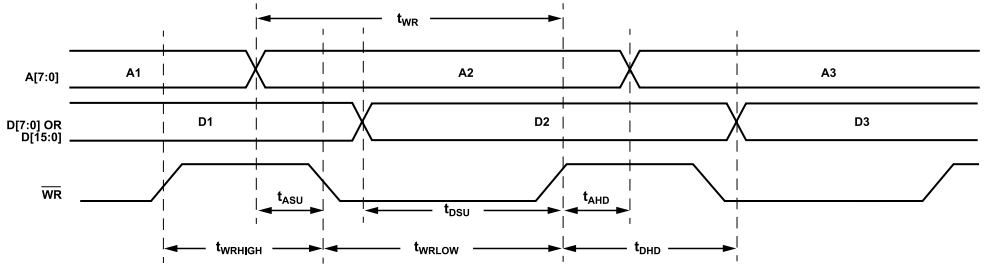 tWR
A[7:0]
A1
A2
A3
D[7:0] OR
D[15:0]
D1
D2
D3
WR
tASU
tDSU
tAHD
tWRHIGH
tWRLOW
tDHD